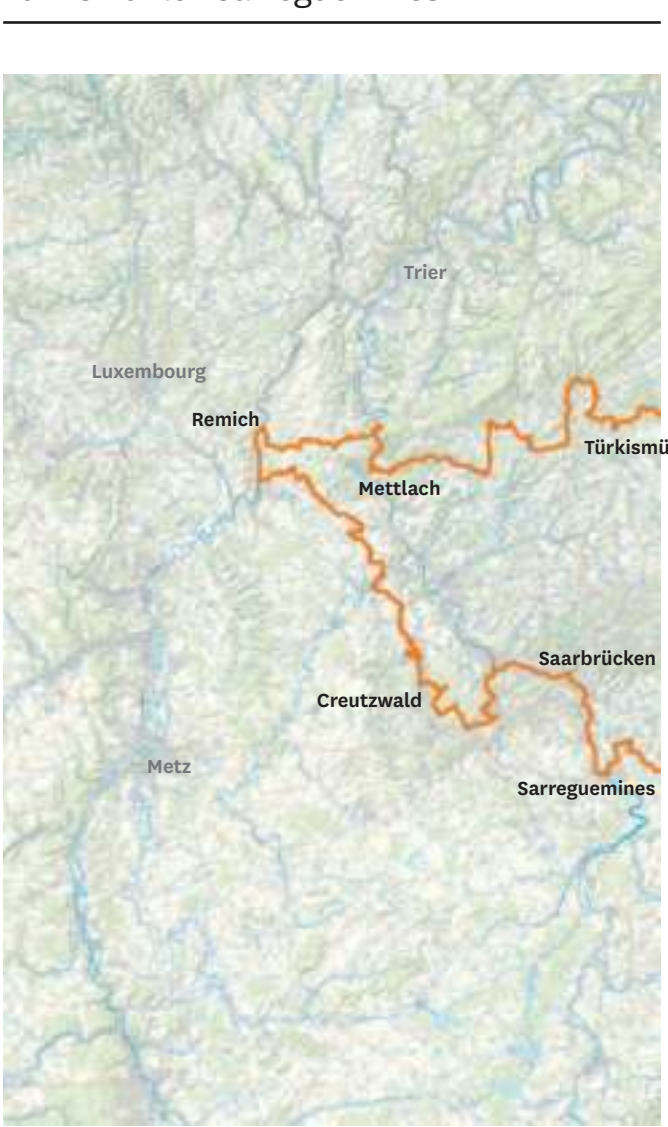 Trier
Luxembourg
Remich
Türkismü
Mettlach
Saarbrücken
Creutzwald
Metz
Sarreguemines